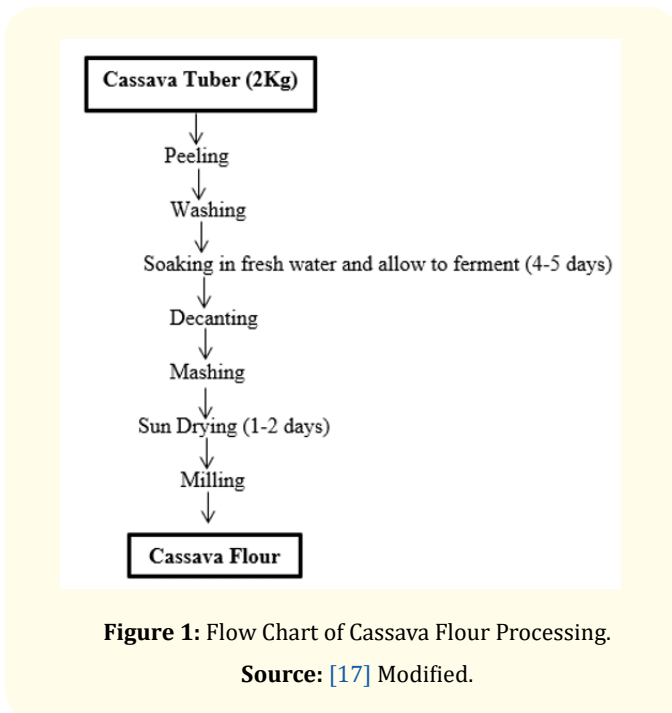 Cassava Tuber (2Kg)
Peeling
Washing
Soaking in fresh water and allow to ferment (4-5 days)
Decanting
Mashing
Sun Drying (1-2 days)
Milling
Cassava Flour
Figure 1: Flow Chart of Cassava Flour Processing.
Source: [17] Modified.